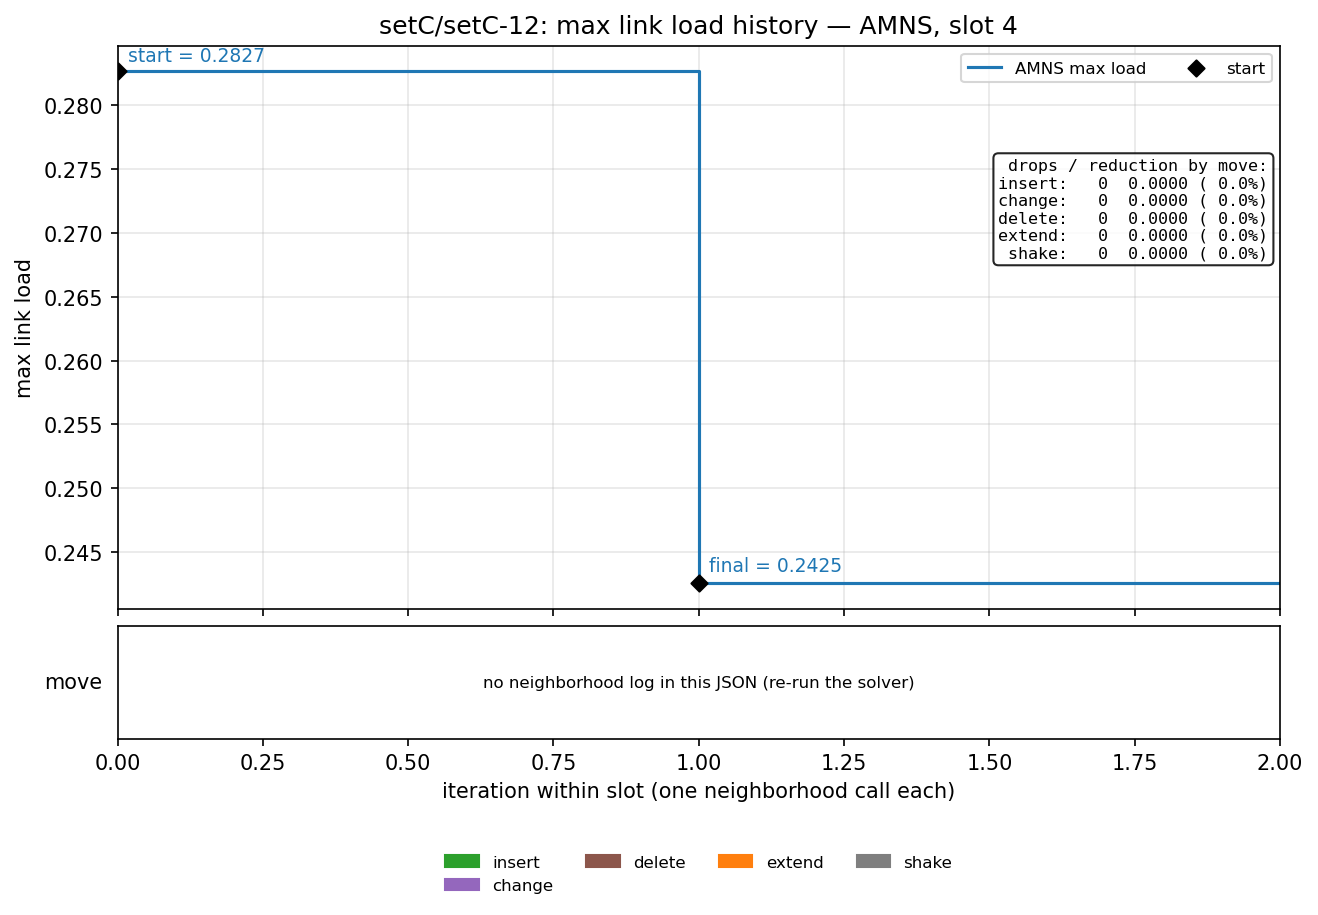 setC/setC-12: max link load history — AMNS, slot 4
start = 0.2827
AMNS max load
start
0.280
0.275
0.270
0.265
0.260
0.255
0.250
0.245
max link load
drops / reduction by move:
insert:   0  0.0000 ( 0.0%)
change:   0  0.0000 ( 0.0%)
delete:   0  0.0000 ( 0.0%)
extend:   0  0.0000 ( 0.0%)
shake:   0  0.0000 ( 0.0%)
final = 0.2425
move
no neighborhood log in this JSON (re-run the solver)
0.00 0.25 0.50 0.75 1.00 1.25 1.50 1.75 2.00
iteration within slot (one neighborhood call each)
insert delete extend shake
change